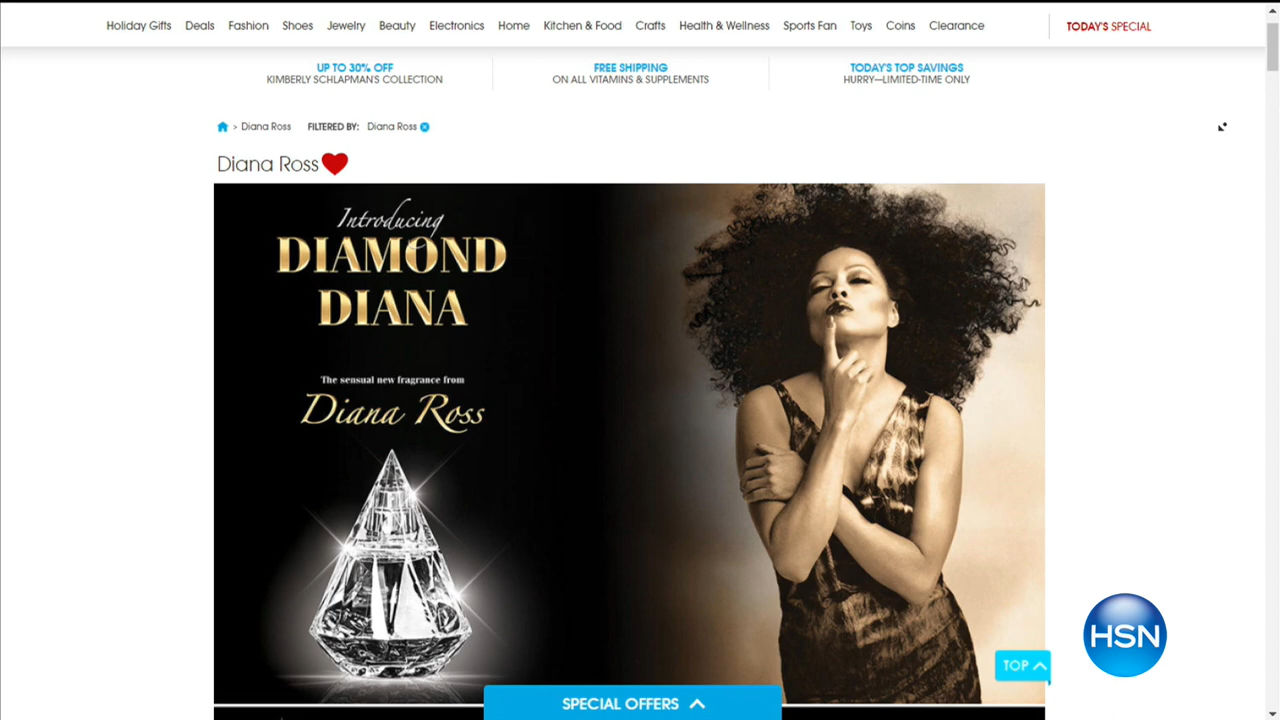 Holiday Gifts Deals Fashion Shoes Jewelry Beauty Electronics Home Kitchen & Food Crafts Health & Wellness Sports Fan Toys Coins Clearance TODAY'S SPECIAL
UP TO 30% OFF
KIMBERLY SCHLAPMAN'S COLLECTION
FREE SHIPPING
ON ALL VITAMINS & SUPPLEMENTS
TODAY'S TOP SAVINGS
HURRY—LIMITED-TIME ONLY
> Diana Ross FILTERED BY: Diana Ross
Diana Ross
Introducing
DIAMOND
DIANA
The sensual new fragrance from
Diana Ross
HSN
TOP
SPECIAL OFFERS